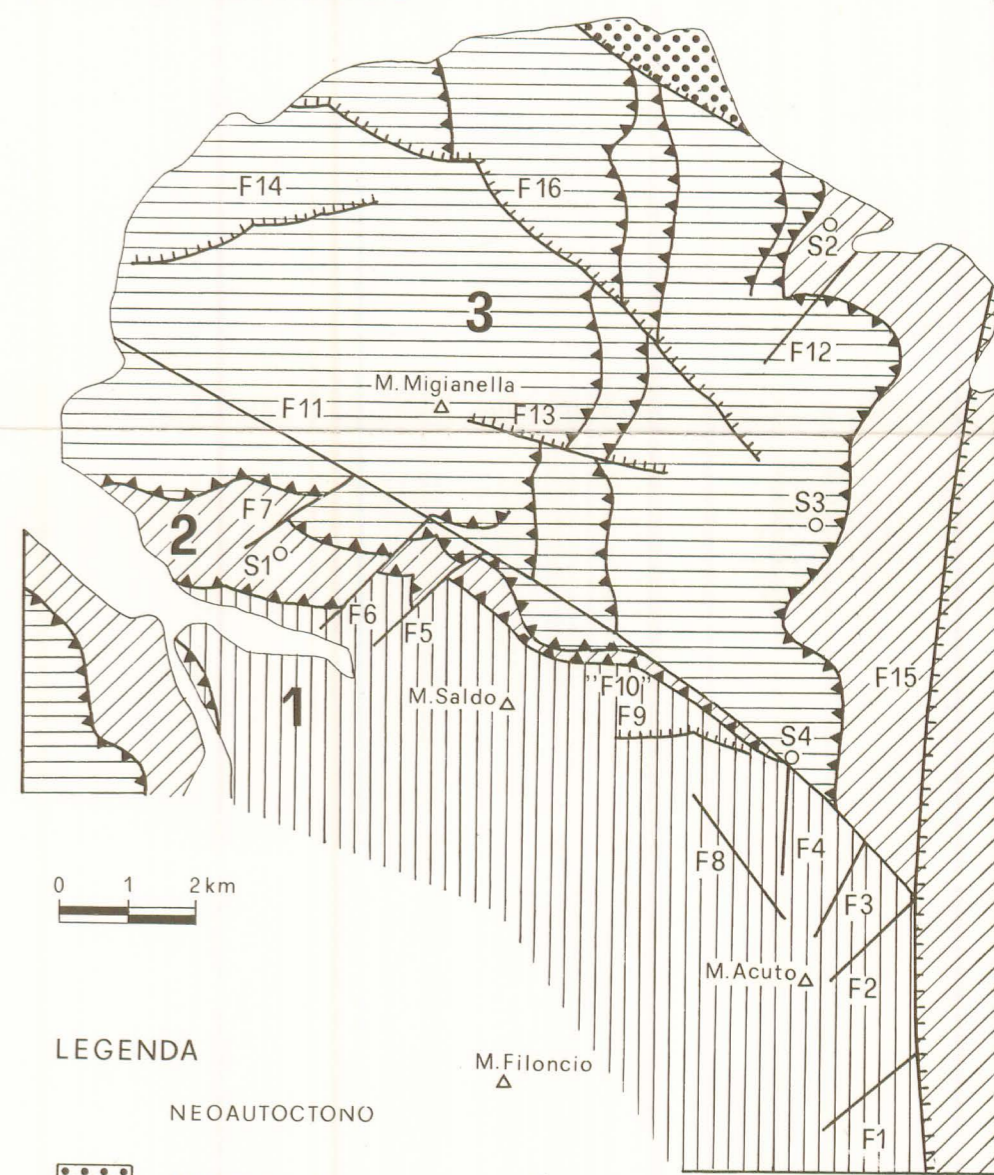 F14
F16
S2
3
F12
M. Migianella
F11
F13
S3
F7
2
S1
F6
F5
F15
1
M. Saldo
"F10"
F9
S4
F4
F8
F3
0 1 2 km
M. Acuto
F2
LEGENDA
M. Filoncio
NEOAUTOCTONO
F1